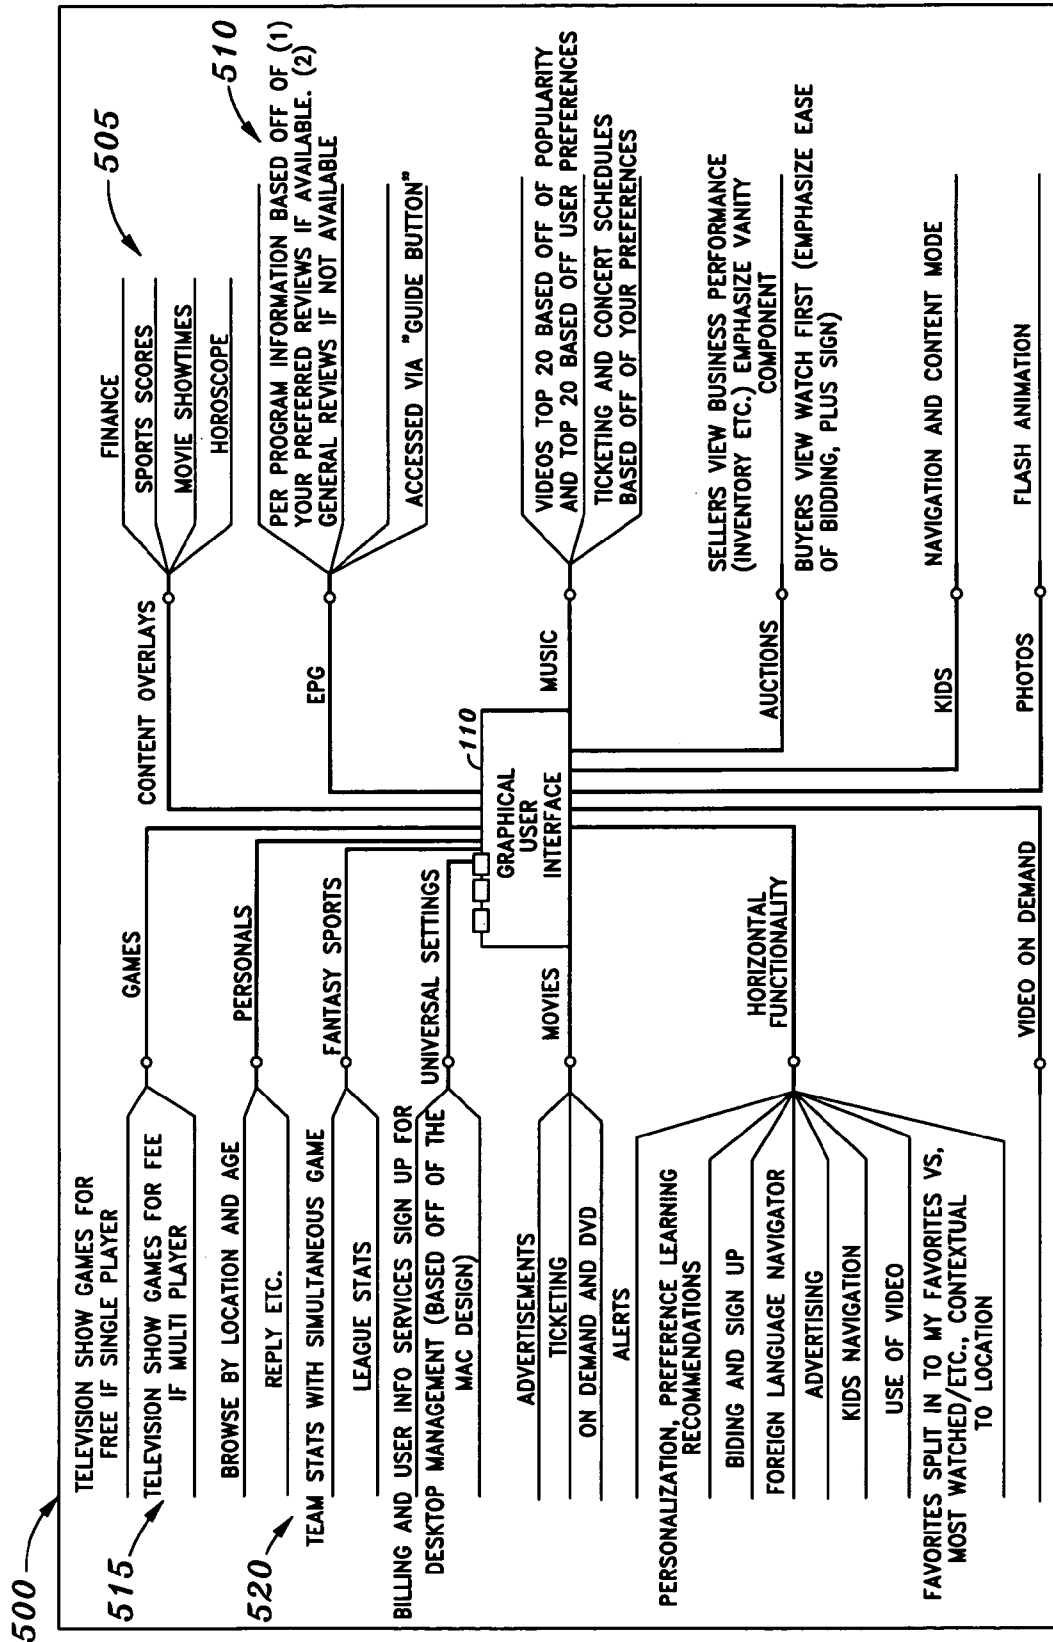 500
TELEVISION SHOW GAMES FOR
FREE IF SINGLE PLAYER
515
TELEVISION SHOW GAMES FOR FEE
IF MULTI PLAYER
GAMES
BROWSE BY LOCATION AND AGE
REPLY ETC.
PERSONALS
520
TEAM STATS WITH SIMULTANEOUS GAME
LEAGUE STATS
FANTASY SPORTS
BILLING AND USER INFO SERVICES SIGN UP FOR
DESKTOP MANAGEMENT (BASED OFF OF THE
MAC DESIGN)
UNIVERSAL SETTINGS
ADVERTISEMENTS
TICKETING
ON DEMAND AND DVD
MOVIES
ALERTS
PERSONALIZATION, PREFERENCE LEARNING
RECOMMENDATIONS
BIDING AND SIGN UP
FOREIGN LANGUAGE NAVIGATOR
ADVERTISING
KIDS NAVIGATION
USE OF VIDEO
FAVORITES SPLIT IN TO MY FAVORITES VS,
MOST WATCHED/ETC., CONTEXTUAL
TO LOCATION
HORIZONTAL
FUNCTIONALITY
VIDEO ON DEMAND
110
GRAPHICAL
USER
INTERFACE
CONTENT OVERLAYS
FINANCE
SPORTS SCORES
MOVIE SHOWTIMES
HOROSCOPE
505
EPG
PER PROGRAM INFORMATION BASED OFF OF (1)
YOUR PREFERRED REVIEWS IF AVAILABLE. (2)
GENERAL REVIEWS IF NOT AVAILABLE
ACCESSED VIA "GUIDE BUTTON"
510
MUSIC
VIDEOS TOP 20 BASED OFF OF POPULARITY
AND TOP 20 BASED OFF USER PREFERENCES
TICKETING AND CONCERT SCHEDULES
BASED OFF OF YOUR PREFERENCES
AUCTIONS
SELLERS VIEW BUSINESS PERFORMANCE
(INVENTORY ETC.) EMPHASIZE VANITY
COMPONENT
BUYERS VIEW WATCH FIRST (EMPHASIZE EASE
OF BIDDING, PLUS SIGN)
KIDS
NAVIGATION AND CONTENT MODE
PHOTOS
FLASH ANIMATION